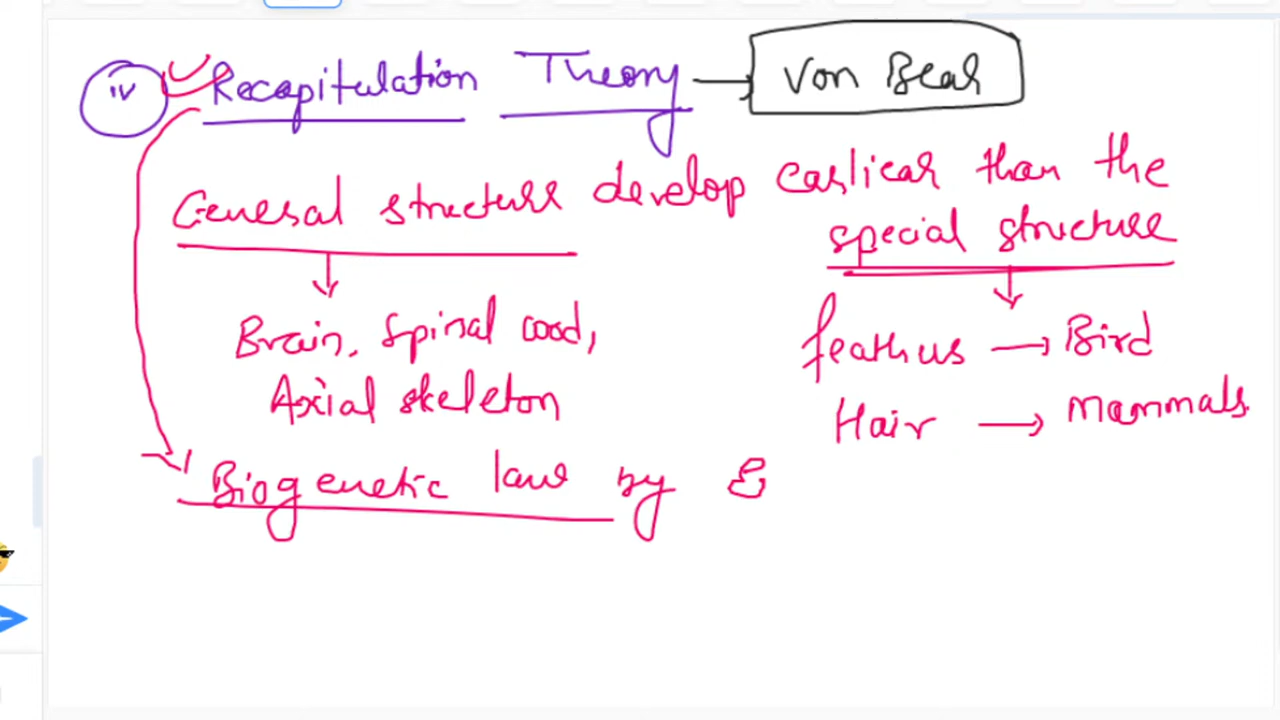 iv Recapitulation Theory → Von Bear
General structure develop earliear than the
special structure
Brain, Spinal cord,
Axial skeleton
feathers → Bird
Hair → Mammals.
Biogenetic law by E